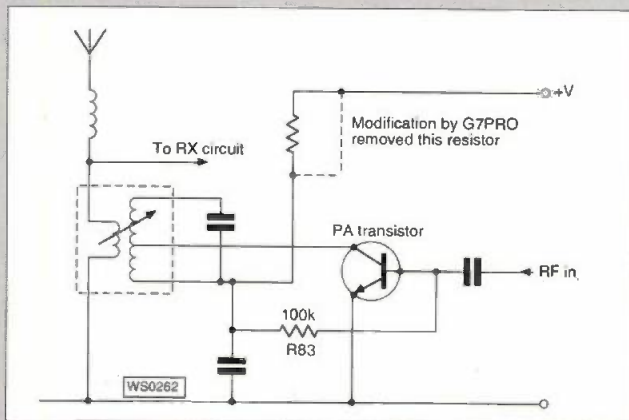 +V
Modification by G7PRO
removed this resistor
To RX circuit
PA transistor
RF in
100k
R83
WS0262